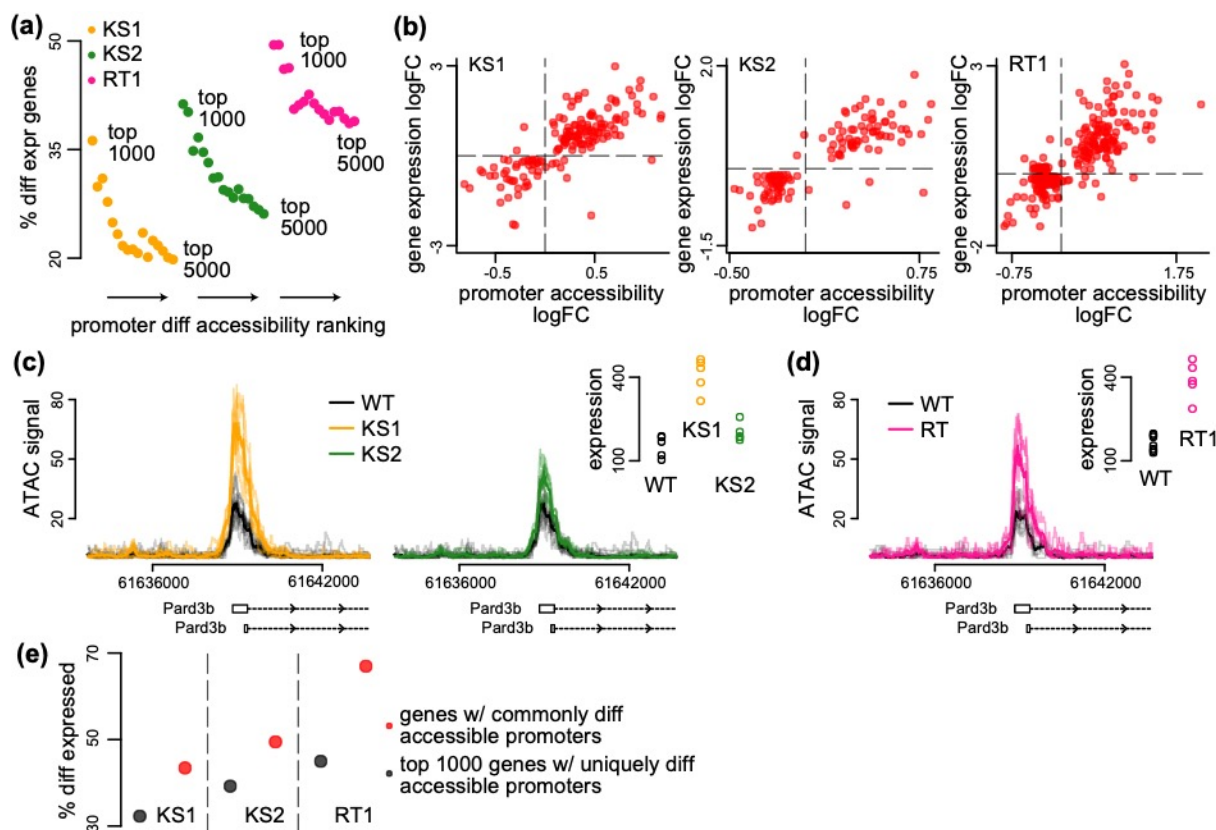 (a)
KS1
KS2
RT1
50
35
20
% diff expr genes
top
1000
top
5000
top
1000
top
5000
top
1000
top
5000
promoter diff accessibility ranking
(b)
KS1
3
-3
gene expression logFC
-0.5
0.5
promoter accessibility
logFC
KS2
2.0
-1.5
gene expression logFC
-0.50
0.75
promoter accessibility
logFC
RT1
3
-2
gene expression logFC
-0.75
1.75
promoter accessibility
logFC
(c)
80
50
20
ATAC signal
WT
KS1
KS2
61636000
61642000
Pard3b
Pard3b
expression
400
100
WT
KS1
KS2
61636000
61642000
Pard3b
Pard3b
(d)
80
50
20
ATAC signal
WT
RT
expression
400
100
WT
RT1
61636000
61642000
Pard3b
Pard3b
(e)
70
50
30
% diff expressed
KS1
KS2
RT1
genes w/ commonly diff
accessible promoters
top 1000 genes w/ uniquely diff
accessible promoters